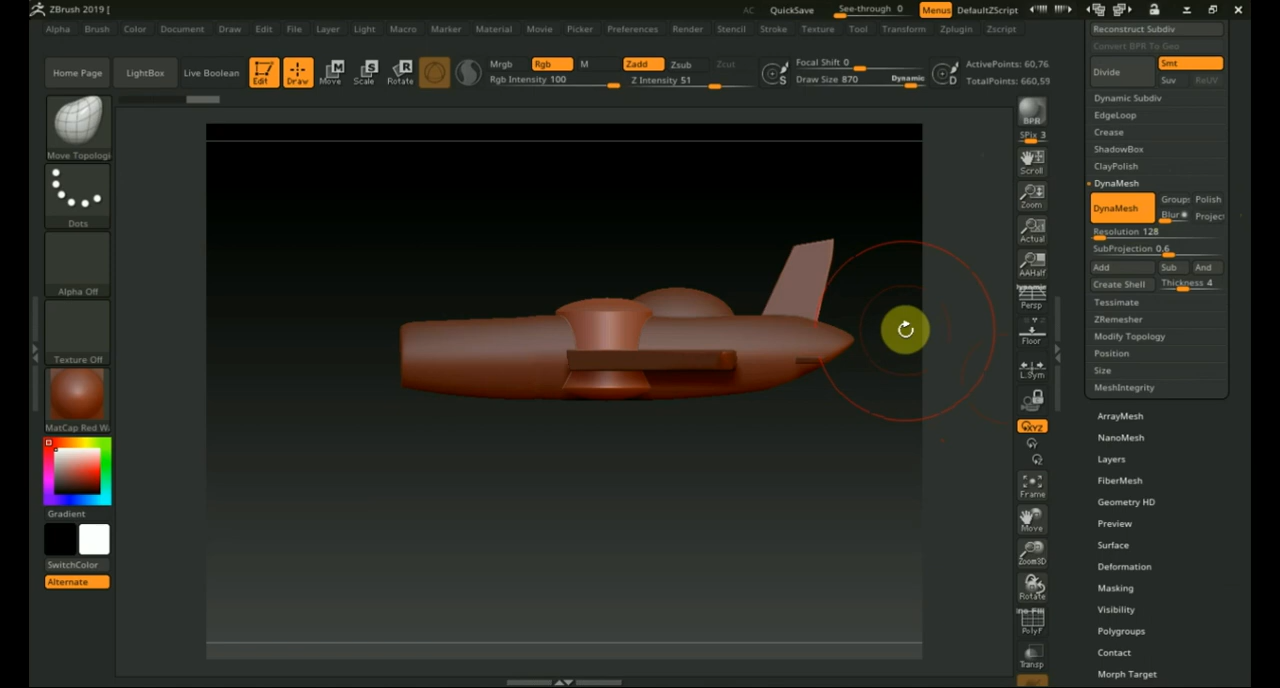 ZBrush 2019 [
AC QuickSave See-through 0 Menus DefaultZScript
Alpha Brush Color Document Draw Edit File Layer Light Macro Marker Material Movie Picker Preferences Render Stencil Stroke Texture Tool Transform Zplugin Zscript
Home Page LightBox Live Boolean Edit Draw Move Scale Rotate
Mrgb Rgb M Zadd Zsub Zcut
Rgb Intensity 100 Z Intensity 51
S Focal Shift 0
Draw Size 870 Dynamic D
ActivePoints: 60,76
TotalPoints: 660,59
Move Topologi
Dots
Alpha Off
Texture Off
MatCap Red W
Gradient
SwitchColor
Alternate
BPR
SPix 3
Scroll
Zoom
Actual
AAHalf
Dynamic
Persp
Floor
L.Sym
XYZ
Frame
Move
Zoom3D
Rotate
Line Fill
PolyF
Transp
Reconstruct Subdiv
Convert BPR To Geo
Divide Smt
Suv ReUV
Dynamic Subdiv
EdgeLoop
Crease
ShadowBox
ClayPolish
DynaMesh
DynaMesh Groups Polish
Blur Project
Resolution 128
SubProjection 0.6
Add Sub And
Create Shell Thickness 4
Tessimate
ZRemesher
Modify Topology
Position
Size
MeshIntegrity
ArrayMesh
NanoMesh
Layers
FiberMesh
Geometry HD
Preview
Surface
Deformation
Masking
Visibility
Polygroups
Contact
Morph Target